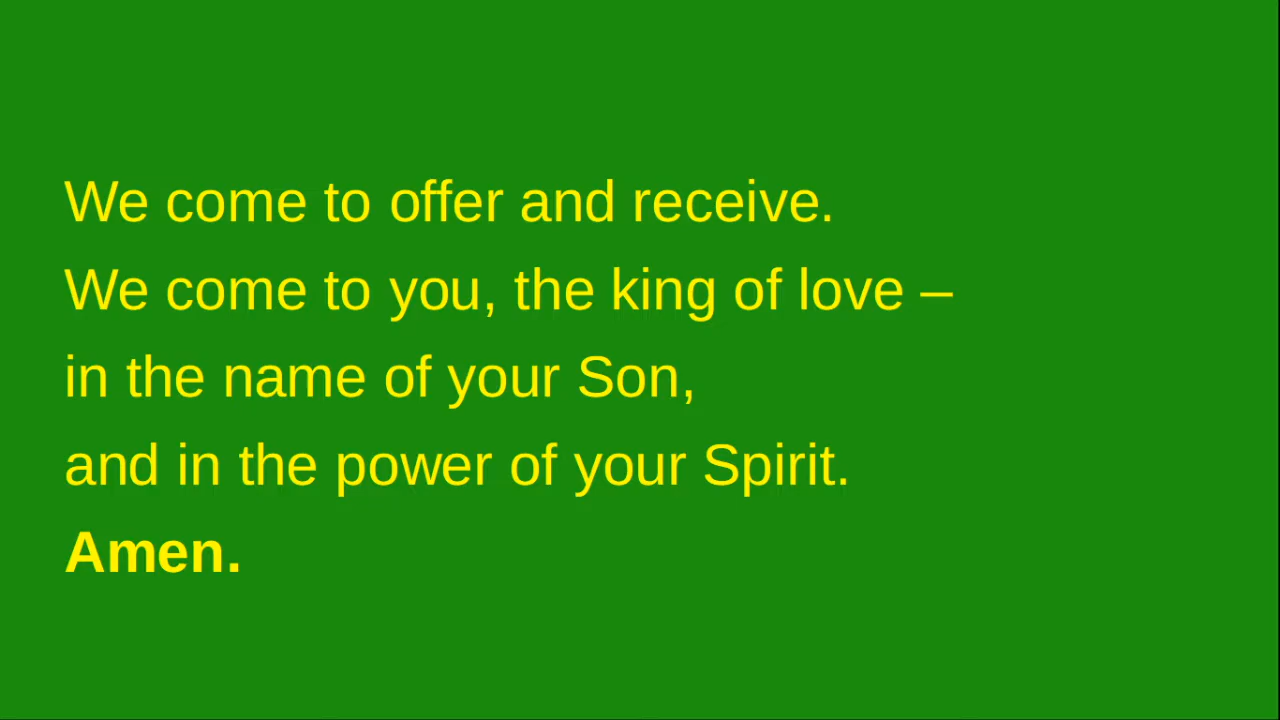 We come to offer and receive.
We come to you, the king of love –
in the name of your Son,
and in the power of your Spirit.
Amen.